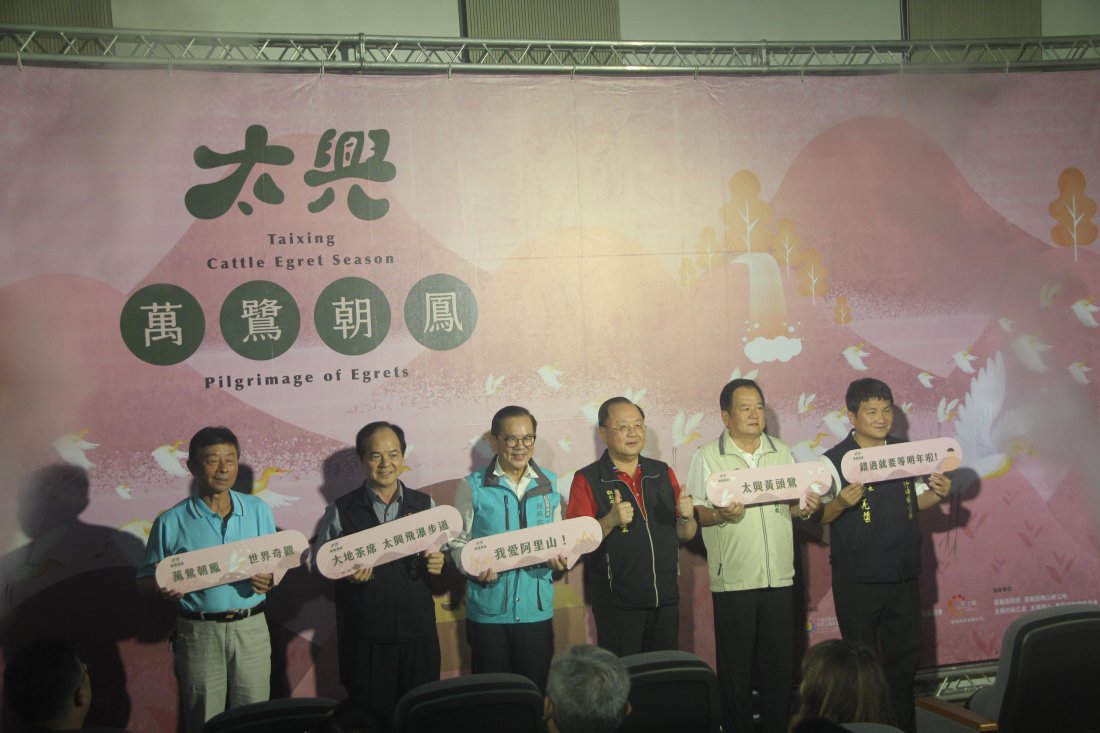 太興
Taixing
Cattle Egret Season
萬鷺朝鳳
Pilgrimage of Egrets
萬鷺朝鳳 世界奇觀
大地茶席 太興飛瀑步道
我愛阿里山！
太興黃頭鷺
錯過就要等明年啦！